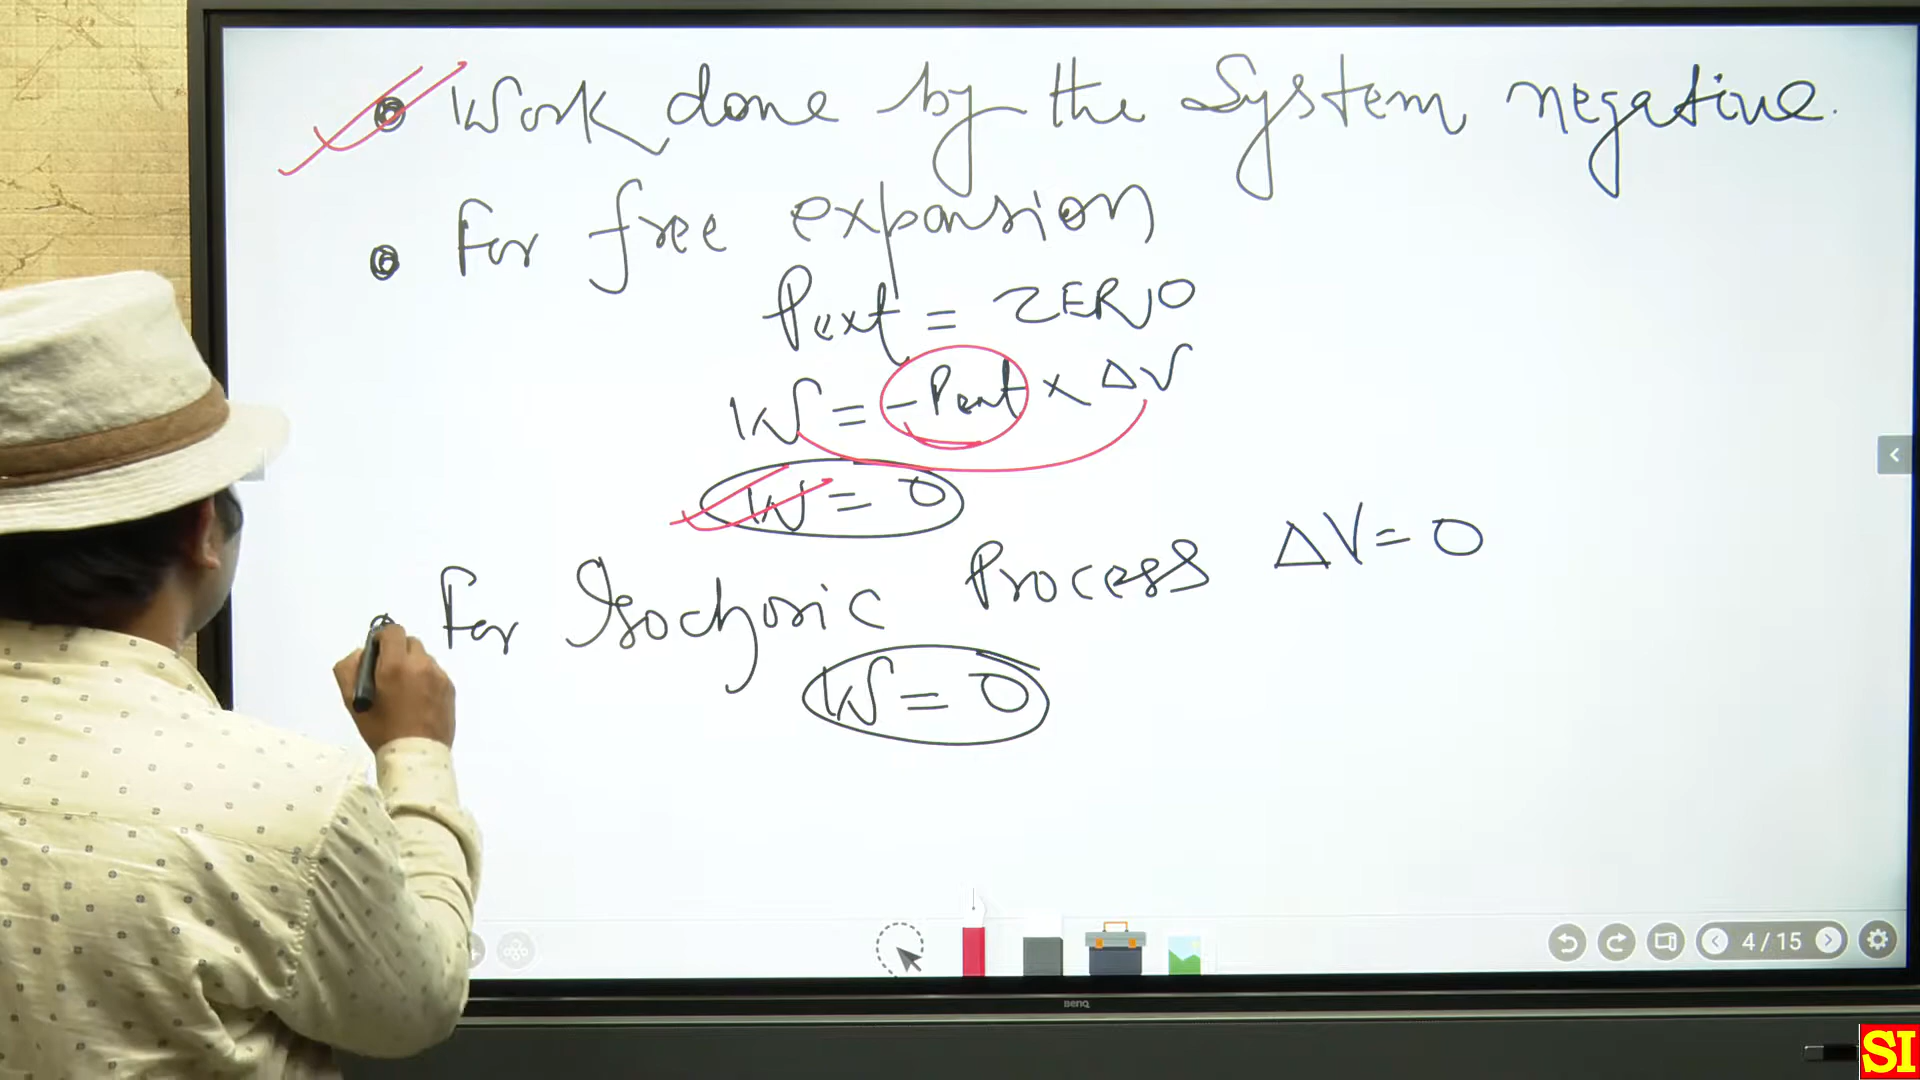 Work done by the System negative.
For free expansion
Pext = ZERO
W = -Pext × ΔV
W = 0
For Isochoric Process ΔV = 0
W = 0
4 / 15
BenQ
SI